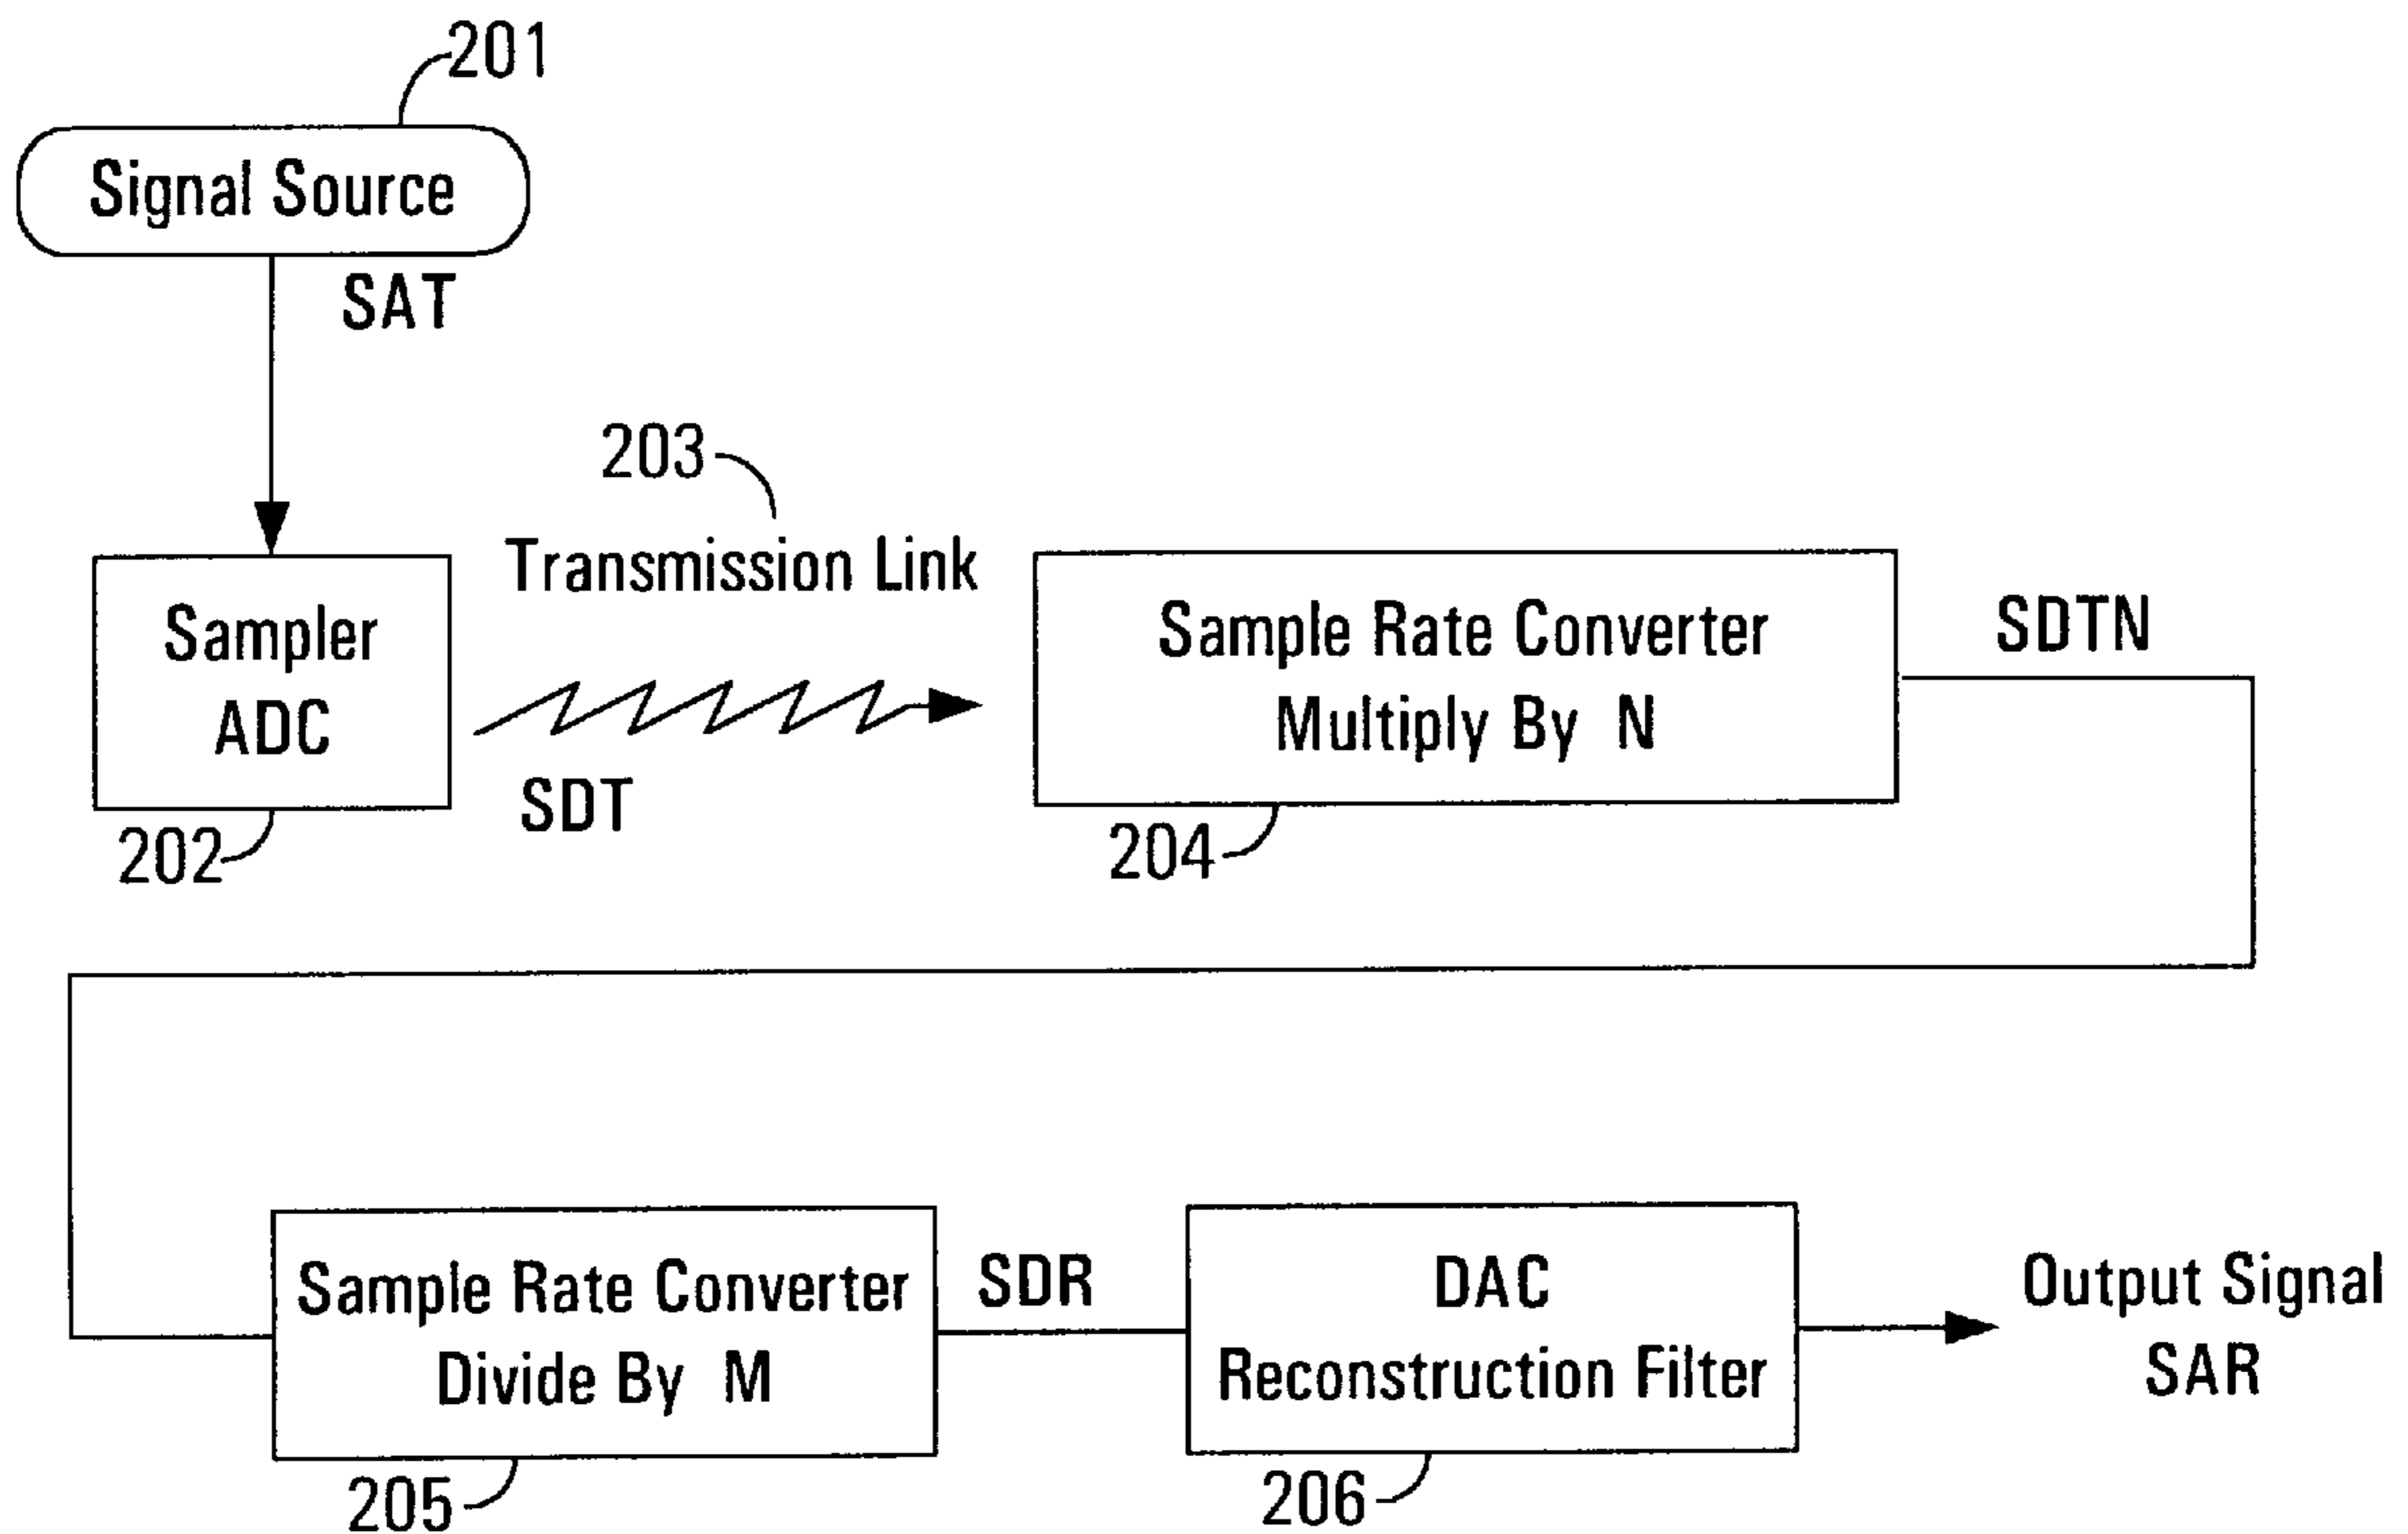 201
Signal Source
SAT
203
Transmission Link
Sampler
ADC
SDT
202
Sample Rate Converter
Multiply By N
SDTN
204
Sample Rate Converter
Divide By M
205
SDR
DAC
Reconstruction Filter
206
Output Signal
SAR